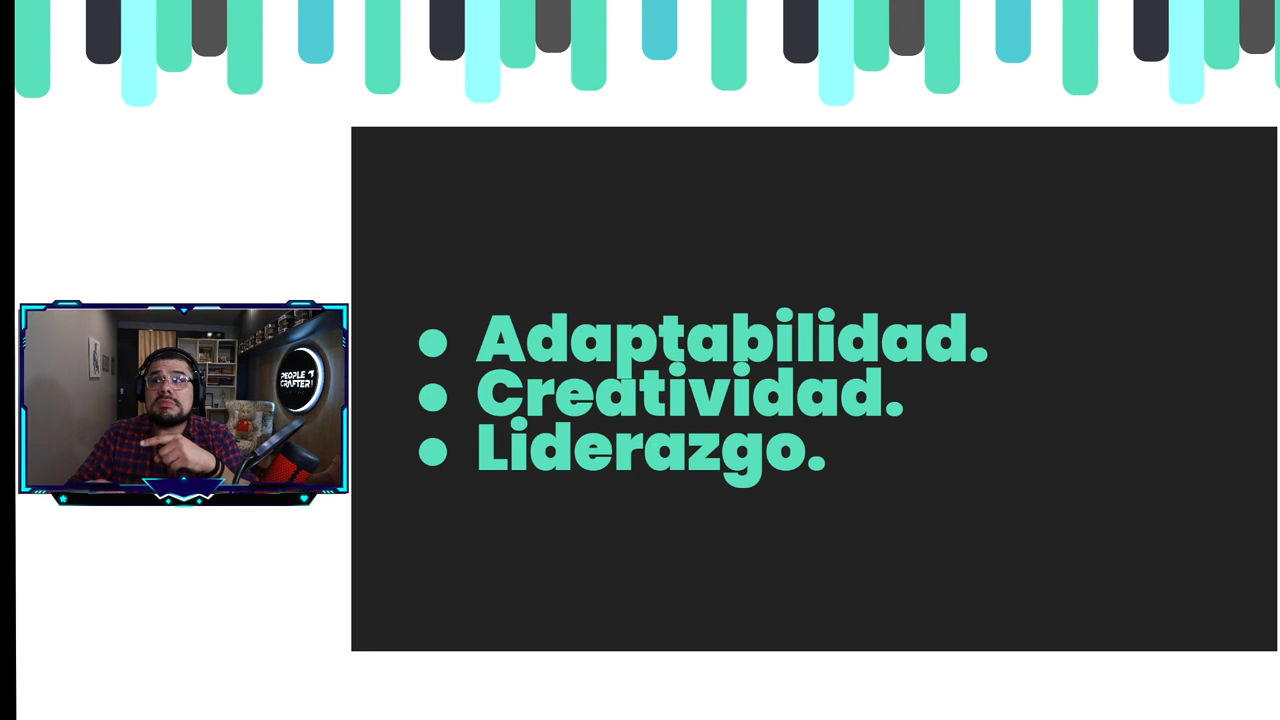 PEOPLE
CRAFTER!
● Adaptabilidad.
● Creatividad.
● Liderazgo.